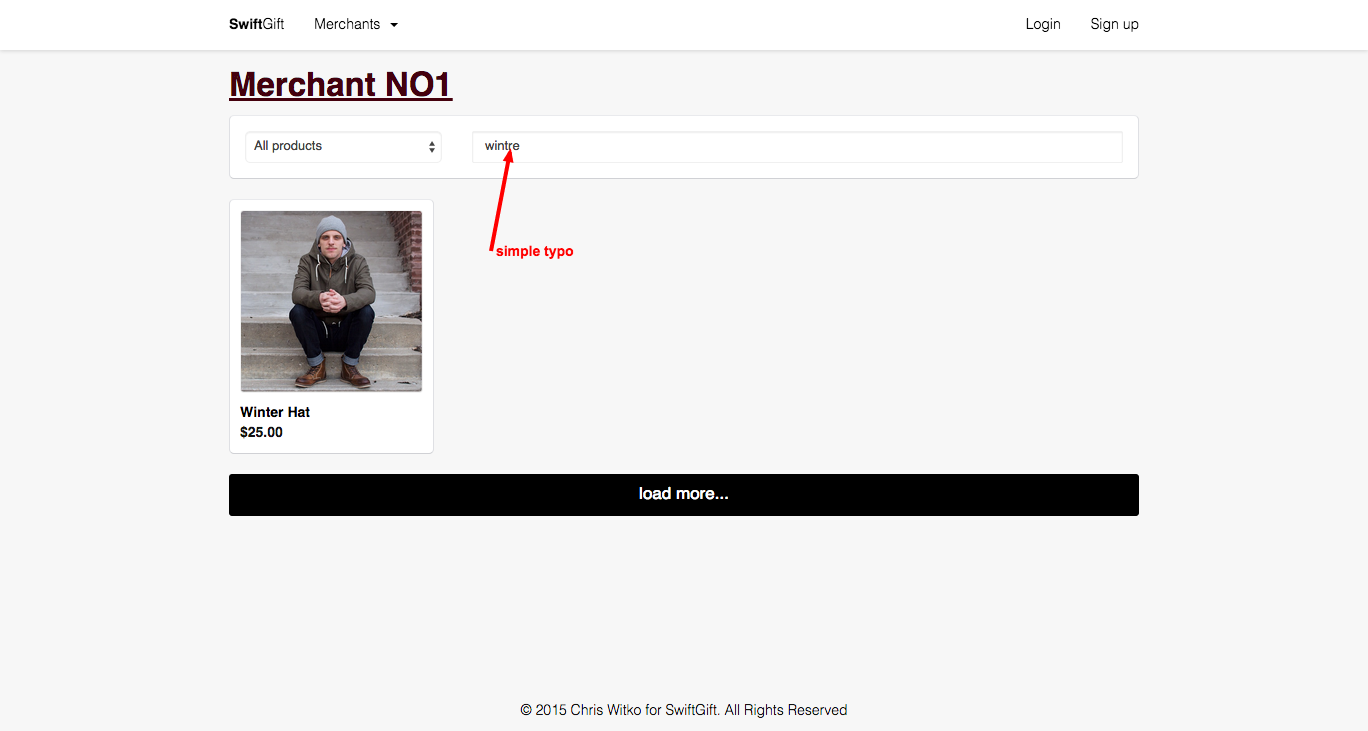 SwiftGift Merchants Login Sign up
Merchant NO1
All products wintre
simple typo
Winter Hat
$25.00
load more...
© 2015 Chris Witko for SwiftGift. All Rights Reserved